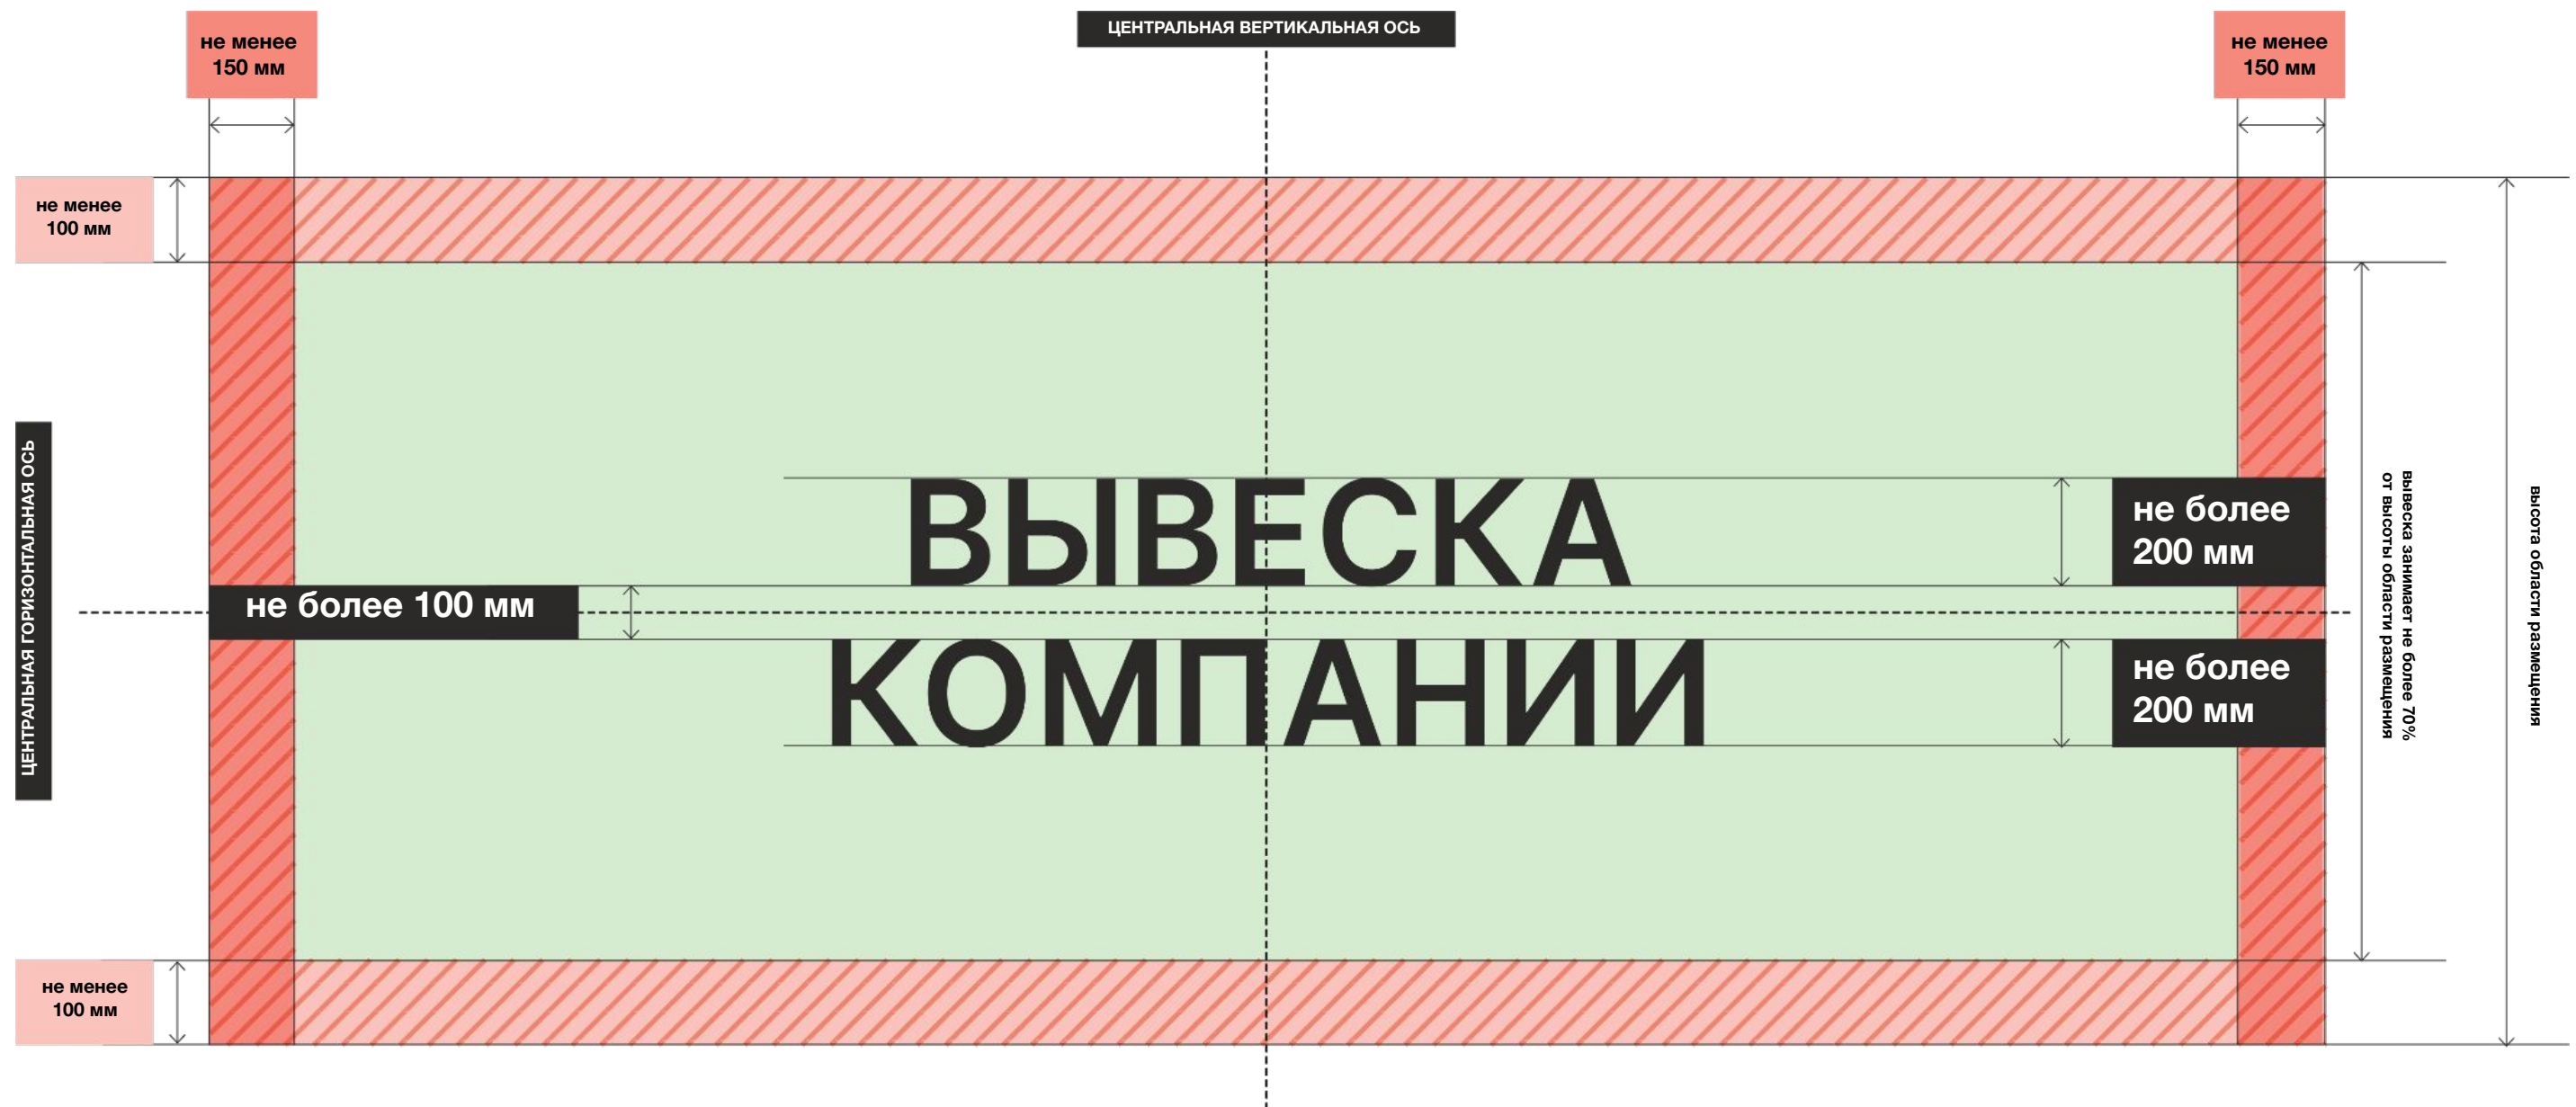 не менее
150 мм
ЦЕНТРАЛЬНАЯ ВЕРТИКАЛЬНАЯ ОСЬ
не менее
150 мм
не менее
100 мм
ЦЕНТРАЛЬНАЯ ГОРИЗОНТАЛЬНАЯ ОСЬ
ВЫВЕСКА
не более
200 мм
не более 100 мм
КОМПАНИИ
не более
200 мм
вывеска занимает не более 70%
от высоты области размещения
высота области размещения
не менее
100 мм